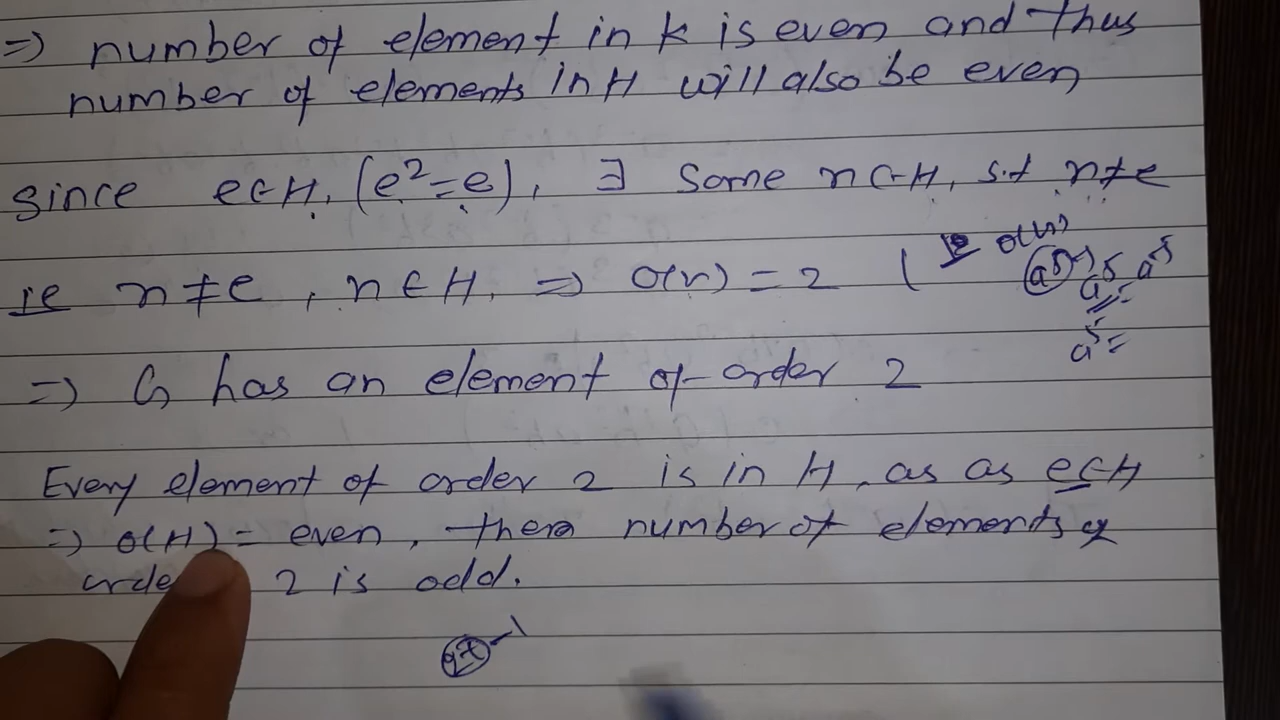 =) number of element in k is even and thus
number of elements in H will also be even
since e∈H, (e²=e), ∃ some n∈H, s.t n≠e
ie n≠e, n∈H. =) o(n) = 2 (
=) G has an element of order 2
Every element of order 2 is in H, as as e∈H
=) o(H) = even, then number of elements of
orde 2 is odd.